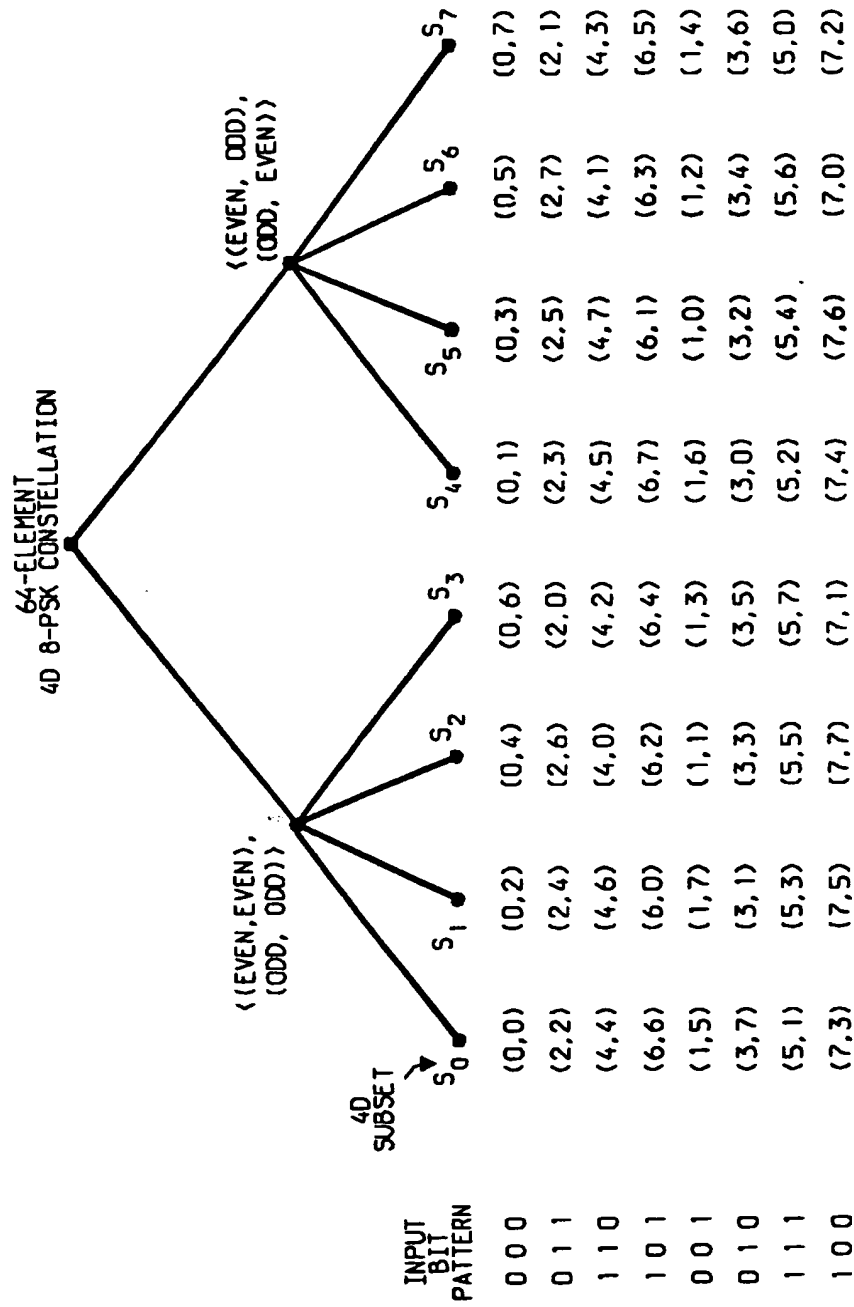 64-ELEMENT
4D 8-PSK CONSTELLATION
<(EVEN,EVEN),
(ODD, ODD)>
<(EVEN, ODD),
(ODD, EVEN)>
4D
SUBSET
S0 S1 S2 S3 S4 S5 S6 S7
INPUT
BIT
PATTERN
0 0 0 (0,0) (0,2) (0,4) (0,6) (0,1) (0,3) (0,5) (0,7)
0 1 1 (2,2) (2,4) (2,6) (2,0) (2,3) (2,5) (2,7) (2,1)
1 1 0 (4,4) (4,6) (4,0) (4,2) (4,5) (4,7) (4,1) (4,3)
1 0 1 (6,6) (6,0) (6,2) (6,4) (6,7) (6,1) (6,3) (6,5)
0 0 1 (1,5) (1,7) (1,1) (1,3) (1,6) (1,0) (1,2) (1,4)
0 1 0 (3,7) (3,1) (3,3) (3,5) (3,0) (3,2) (3,4) (3,6)
1 1 1 (5,1) (5,3) (5,5) (5,7) (5,2) (5,4) (5,6) (5,0)
1 0 0 (7,3) (7,5) (7,7) (7,1) (7,4) (7,6) (7,0) (7,2)